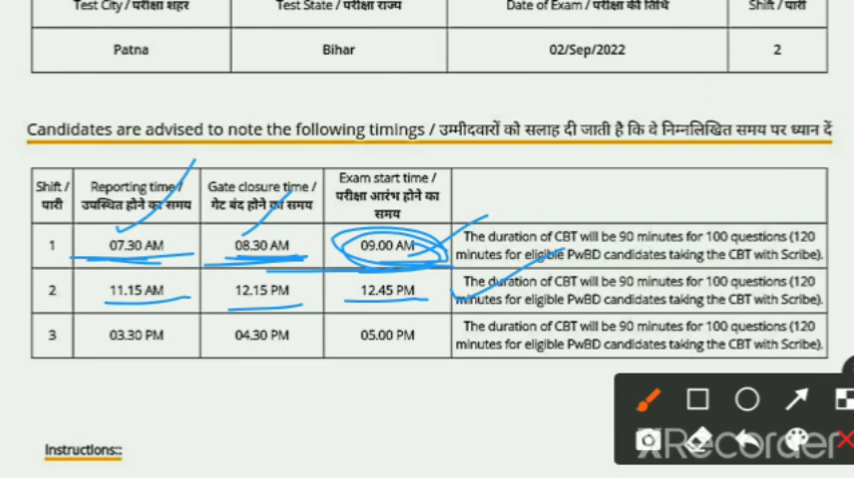 Test City / परीक्षा शहर Test State / परीक्षा राज्य Date of Exam / परीक्षा की तिथि Shift / पारी
Patna Bihar 02/Sep/2022 2
Candidates are advised to note the following timings / उम्मीदवारों को सलाह दी जाती है कि वे निम्नलिखित समय पर ध्यान दें
Shift / पारी Reporting time / उपस्थित होने का समय Gate closure time / गेट बंद होने का समय Exam start time / परीक्षा आरंभ होने का समय
1 07.30 AM 08.30 AM 09.00 AM The duration of CBT will be 90 minutes for 100 questions (120 minutes for eligible PwBD candidates taking the CBT with Scribe).
2 11.15 AM 12.15 PM 12.45 PM The duration of CBT will be 90 minutes for 100 questions (120 minutes for eligible PwBD candidates taking the CBT with Scribe).
3 03.30 PM 04.30 PM 05.00 PM The duration of CBT will be 90 minutes for 100 questions (120 minutes for eligible PwBD candidates taking the CBT with Scribe).
XRecorder
Instructions::